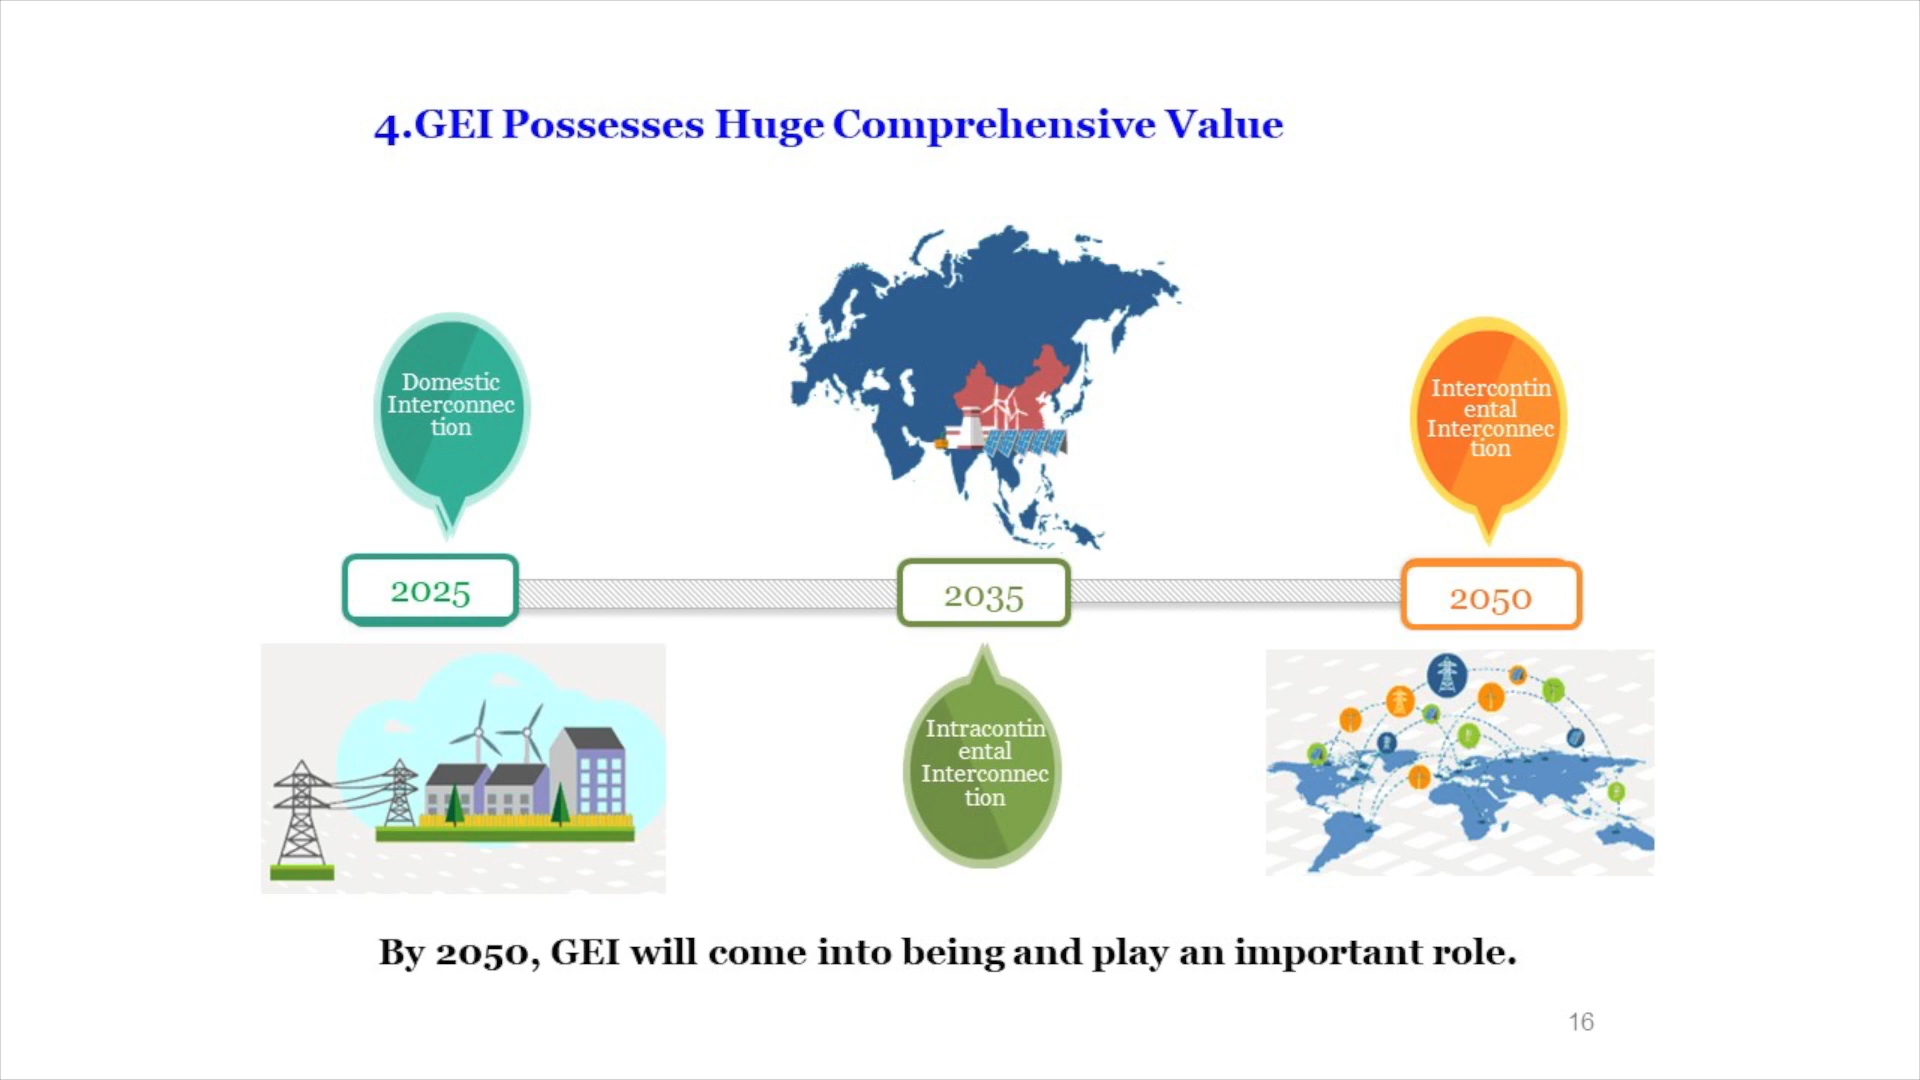 4.GEI Possesses Huge Comprehensive Value
Domestic
Interconnec
tion
Intercontin
ental
Interconnec
tion
2025
2035
2050
Intracontin
ental
Interconnec
tion
By 2050, GEI will come into being and play an important role.
16